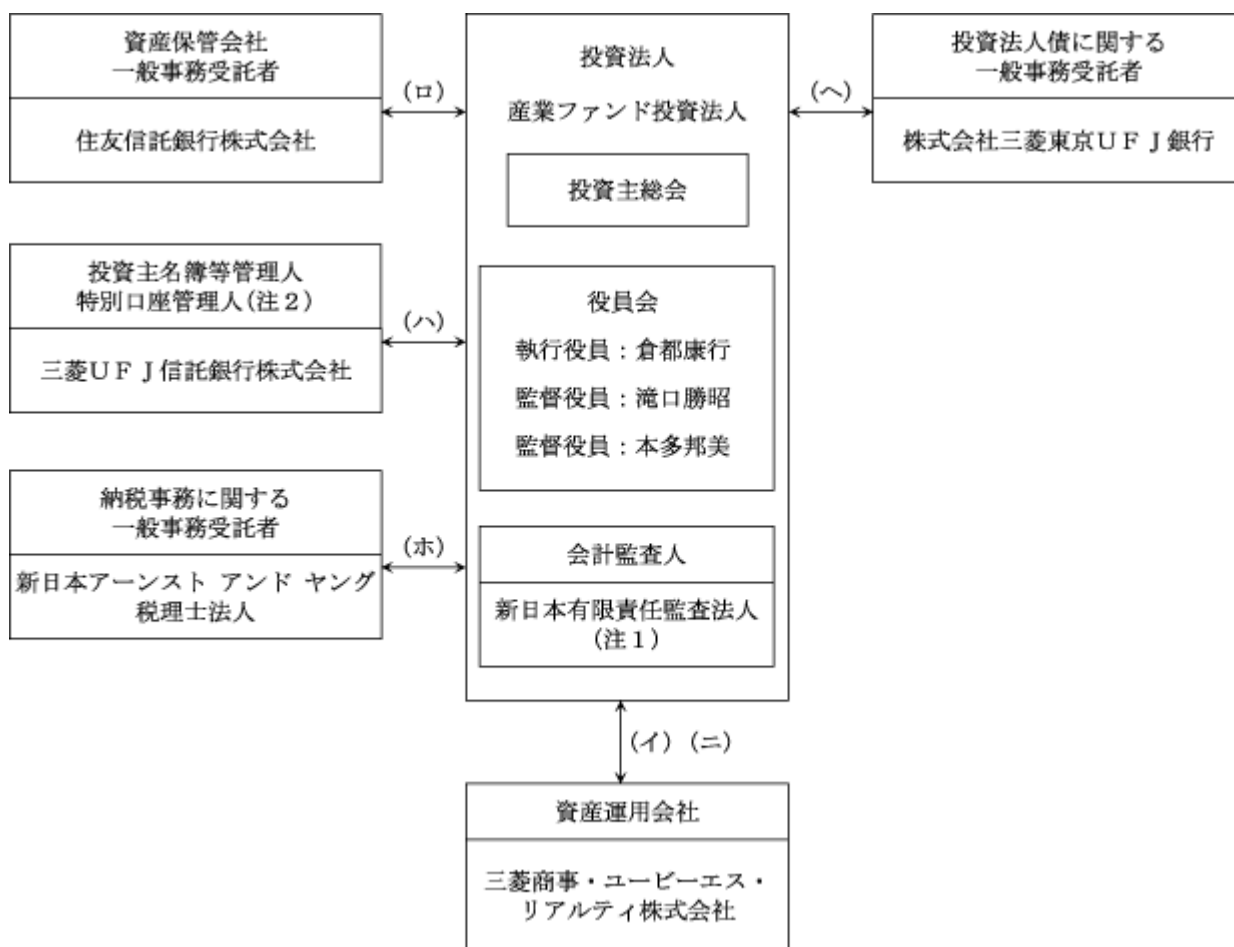 資産保管会社
一般事務受託者
住友信託銀行株式会社
(ロ)
投資主名簿等管理人
特別口座管理人(注２)
三菱ＵＦＪ信託銀行株式会社
(ハ)
納税事務に関する
一般事務受託者
新日本アーンスト アンド ヤング
税理士法人
(ホ)
投資法人
産業ファンド投資法人
投資主総会
役員会
執行役員：倉都康行
監督役員：滝口勝昭
監督役員：本多邦美
会計監査人
新日本有限責任監査法人
(注１)
(ヘ)
投資法人債に関する
一般事務受託者
株式会社三菱東京ＵＦＪ銀行
(イ) (ニ)
資産運用会社
三菱商事・ユービーエス・
リアルティ株式会社